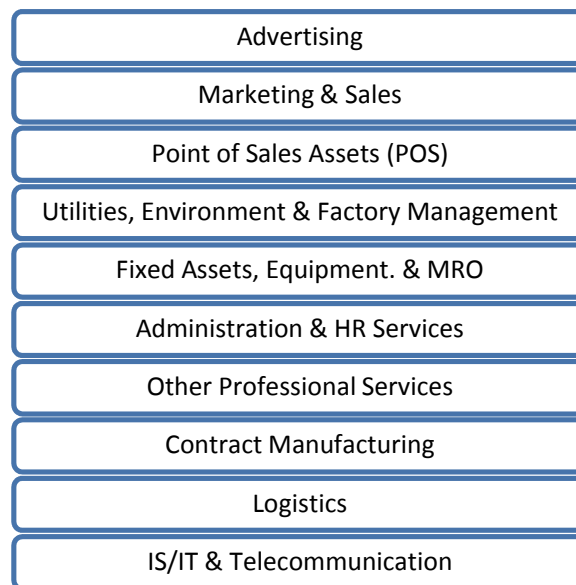 Advertising
Marketing & Sales
Point of Sales Assets (POS)
Utilities, Environment & Factory Management
Fixed Assets, Equipment. & MRO
Administration & HR Services
Other Professional Services
Contract Manufacturing
Logistics
IS/IT & Telecommunication